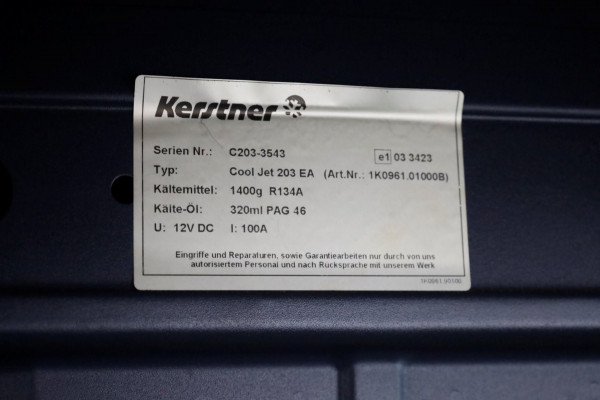 Kerstner
Serien Nr.: C203-3543 e1 03 3423
Typ: Cool Jet 203 EA (Art.Nr.: 1K0961.01000B)
Kältemittel: 1400g R134A
Käite-Öl: 320ml PAG 46
U: 12V DC I: 100A
Eingriffe und Reparaturen, sowie Garantiearbeiten nur durch von uns
autorisiertem Personal und nach Rücksprache mit unserem Werk